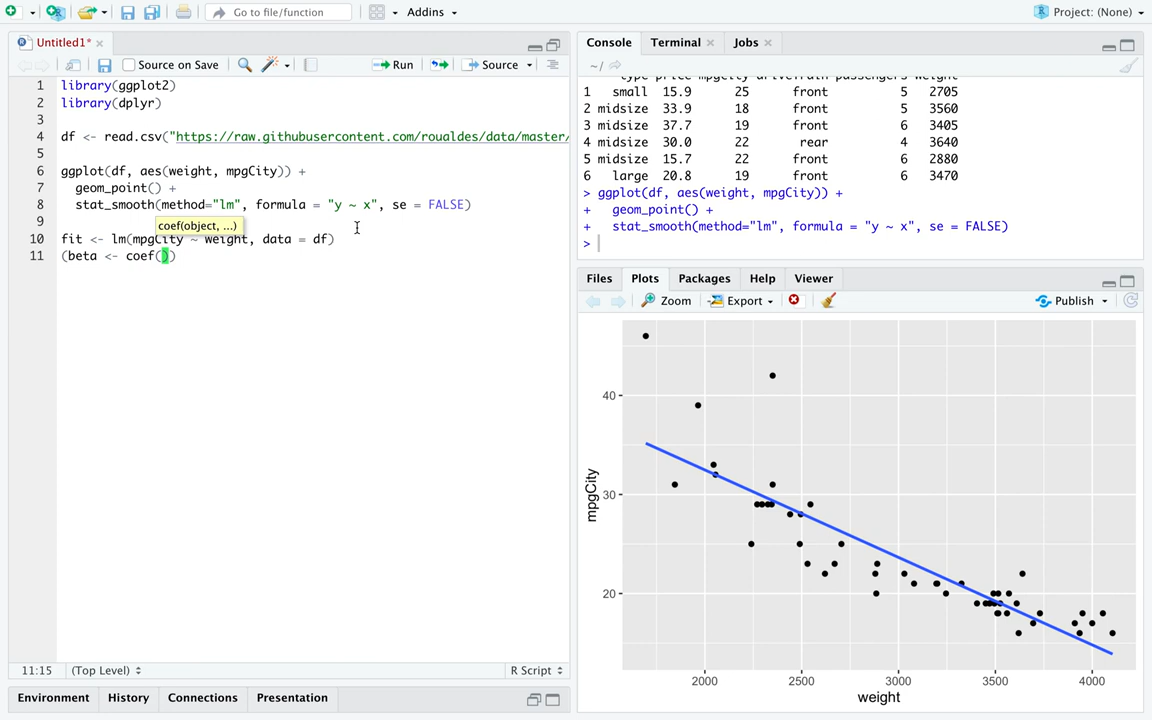 Go to file/function
Addins
Project: (None)
Untitled1*
Source on Save
Run
Source
1 library(ggplot2)
2 library(dplyr)
3
4 df <- read.csv("https://raw.githubusercontent.com/roualdes/data/master/
5
6 ggplot(df, aes(weight, mpgCity)) +
7 geom_point() +
8 stat_smooth(method="lm", formula = "y ~ x", se = FALSE)
9 coef(object, ...)
10 fit <- lm(mpgCity ~ weight, data = df)
11 (beta <- coef())
11:15 (Top Level) R Script
Environment History Connections Presentation
Console Terminal Jobs
~/
type price mpgCity driveTrain passengers weight
1 small 15.9 25 front 5 2705
2 midsize 33.9 18 front 5 3560
3 midsize 37.7 19 front 6 3405
4 midsize 30.0 22 rear 4 3640
5 midsize 15.7 22 front 6 2880
6 large 20.8 19 front 6 3470
> ggplot(df, aes(weight, mpgCity)) +
+ geom_point() +
+ stat_smooth(method="lm", formula = "y ~ x", se = FALSE)
>
Files Plots Packages Help Viewer
Zoom Export Publish
40
30
20
mpgCity
2000 2500 3000 3500 4000
weight